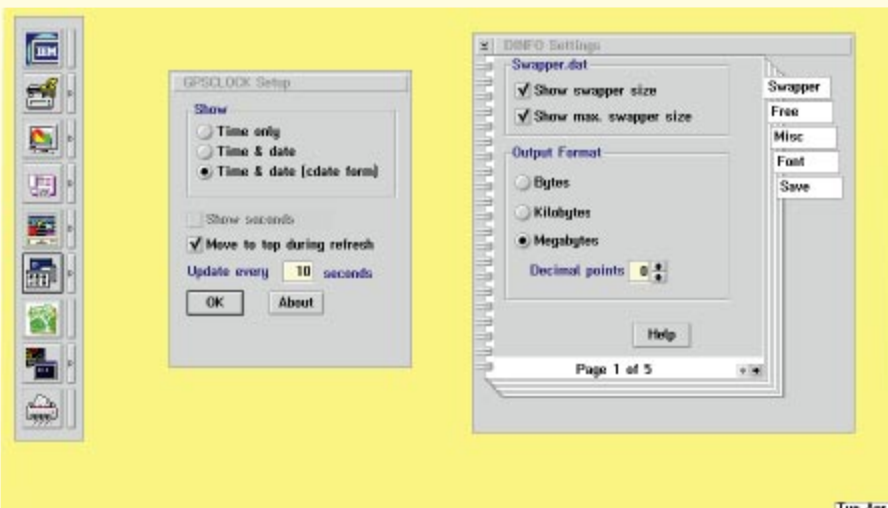 IBM
GPSCLOCK Setup
Show
Time only
Time & date
Time & date (cdate form)
Show seconds
Move to top during refresh
Update every 10 seconds
OK About
DINFO Settings
Swapper.dat
Show swapper size
Show max. swapper size
Output Format
Bytes
Kilobytes
Megabytes
Decimal points 0
Help
Page 1 of 5
Swapper
Free
Misc
Font
Save